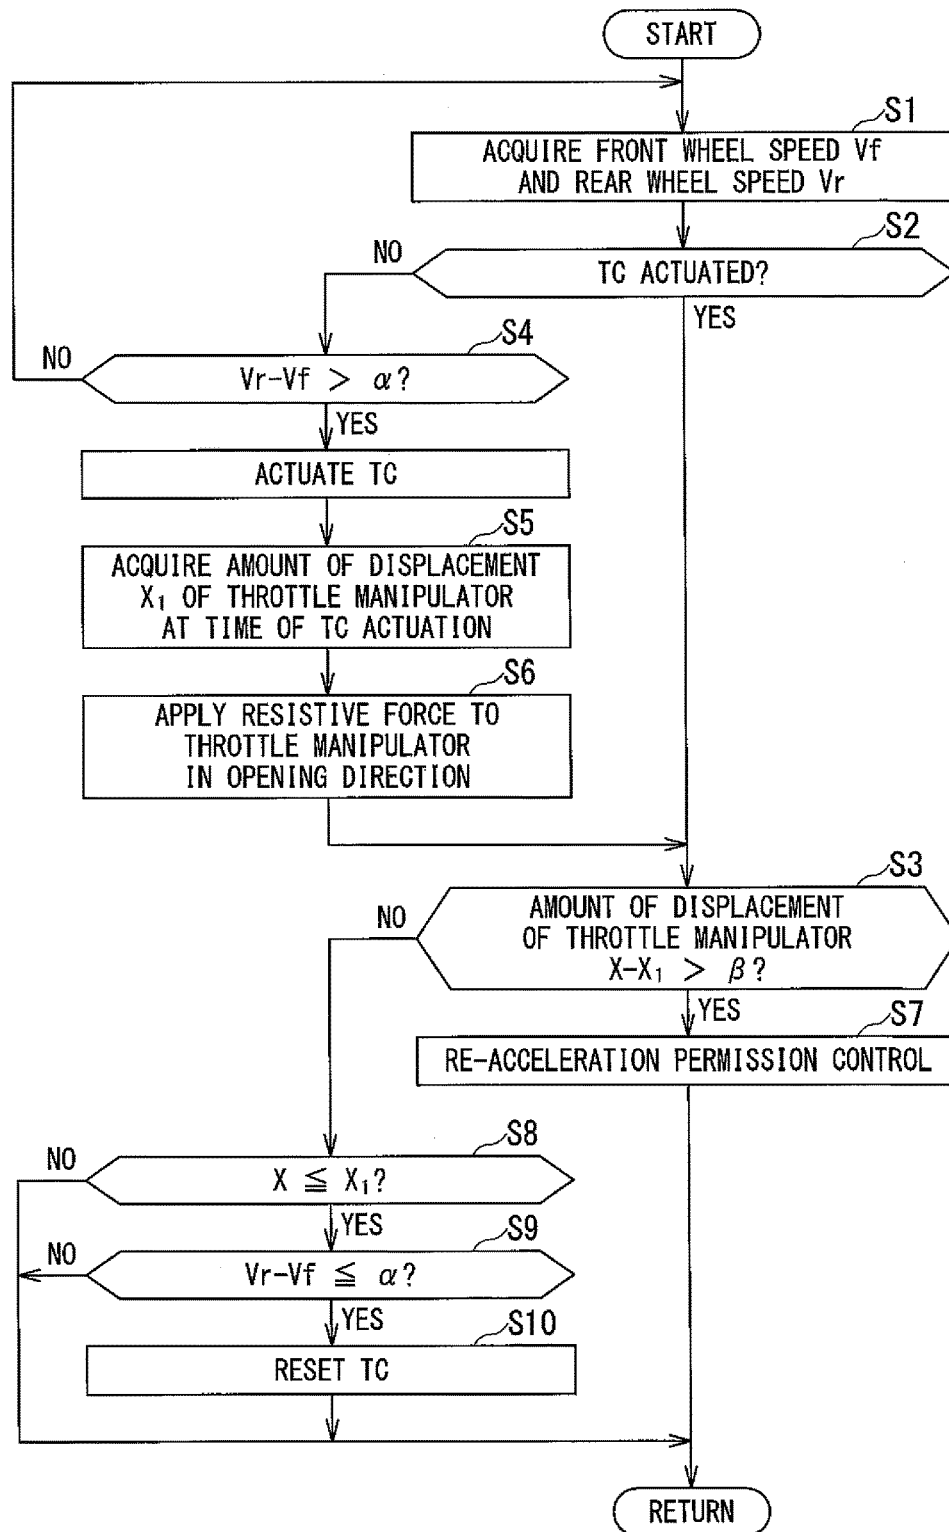 START
S1
ACQUIRE FRONT WHEEL SPEED Vf
AND REAR WHEEL SPEED Vr
S2
NO
TC ACTUATED?
YES
S4
NO
Vr-Vf > α?
YES
ACTUATE TC
S5
ACQUIRE AMOUNT OF DISPLACEMENT
X₁ OF THROTTLE MANIPULATOR
AT TIME OF TC ACTUATION
S6
APPLY RESISTIVE FORCE TO
THROTTLE MANIPULATOR
IN OPENING DIRECTION
S3
NO
AMOUNT OF DISPLACEMENT
OF THROTTLE MANIPULATOR
X-X₁ > β?
YES
S7
RE-ACCELERATION PERMISSION CONTROL
S8
NO
X ≦ X₁?
YES
S9
NO
Vr-Vf ≦ α?
YES
S10
RESET TC
RETURN